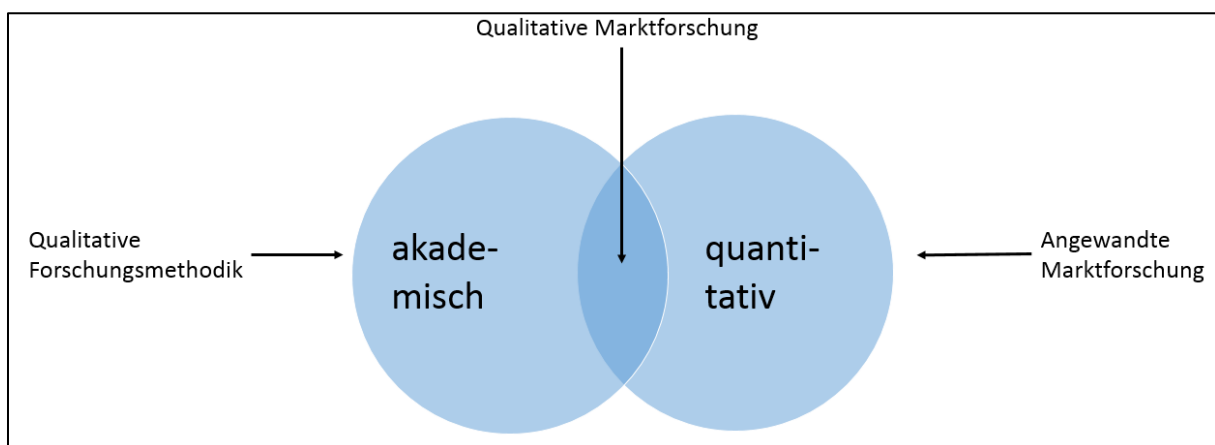 Qualitative Marktforschung
Qualitative
Forschungsmethodik
akade-
misch
quanti-
tativ
Angewandte
Marktforschung